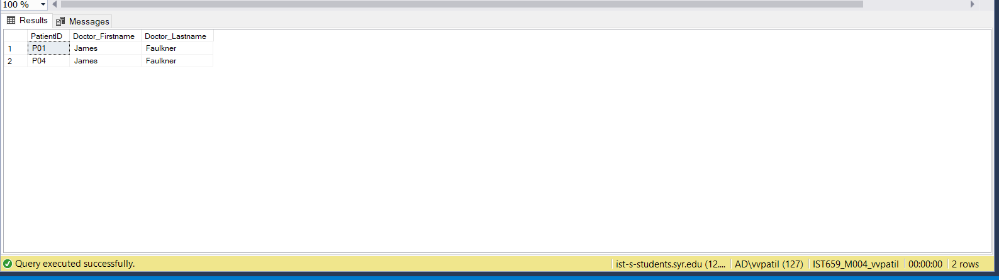 100 %
Results Messages
PatientID Doctor_Firstname Doctor_Lastname
1 P01 James Faulkner
2 P04 James Faulkner
Query executed successfully. ist-s-students.syr.edu (12.... AD\vvpatil (127) IST659_M004_vvpatil 00:00:00 2 rows